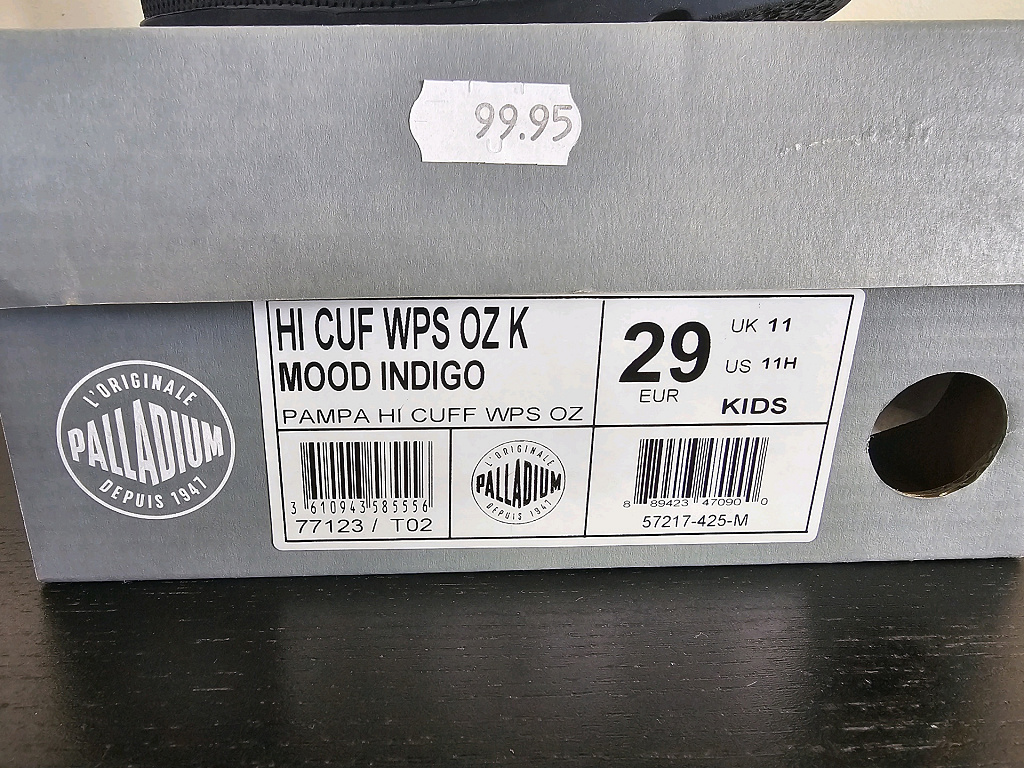 99.95
L'ORIGINALE
PALLADIUM
DEPUIS 1947
HI CUF WPS OZ K
MOOD INDIGO
PAMPA HI CUFF WPS OZ
29
EUR
UK 11
US 11H
KIDS
3 610943 585556
77123 / T02
L'ORIGINALE
PALLADIUM
DEPUIS 1947
8 89423 47090 0
57217-425-M